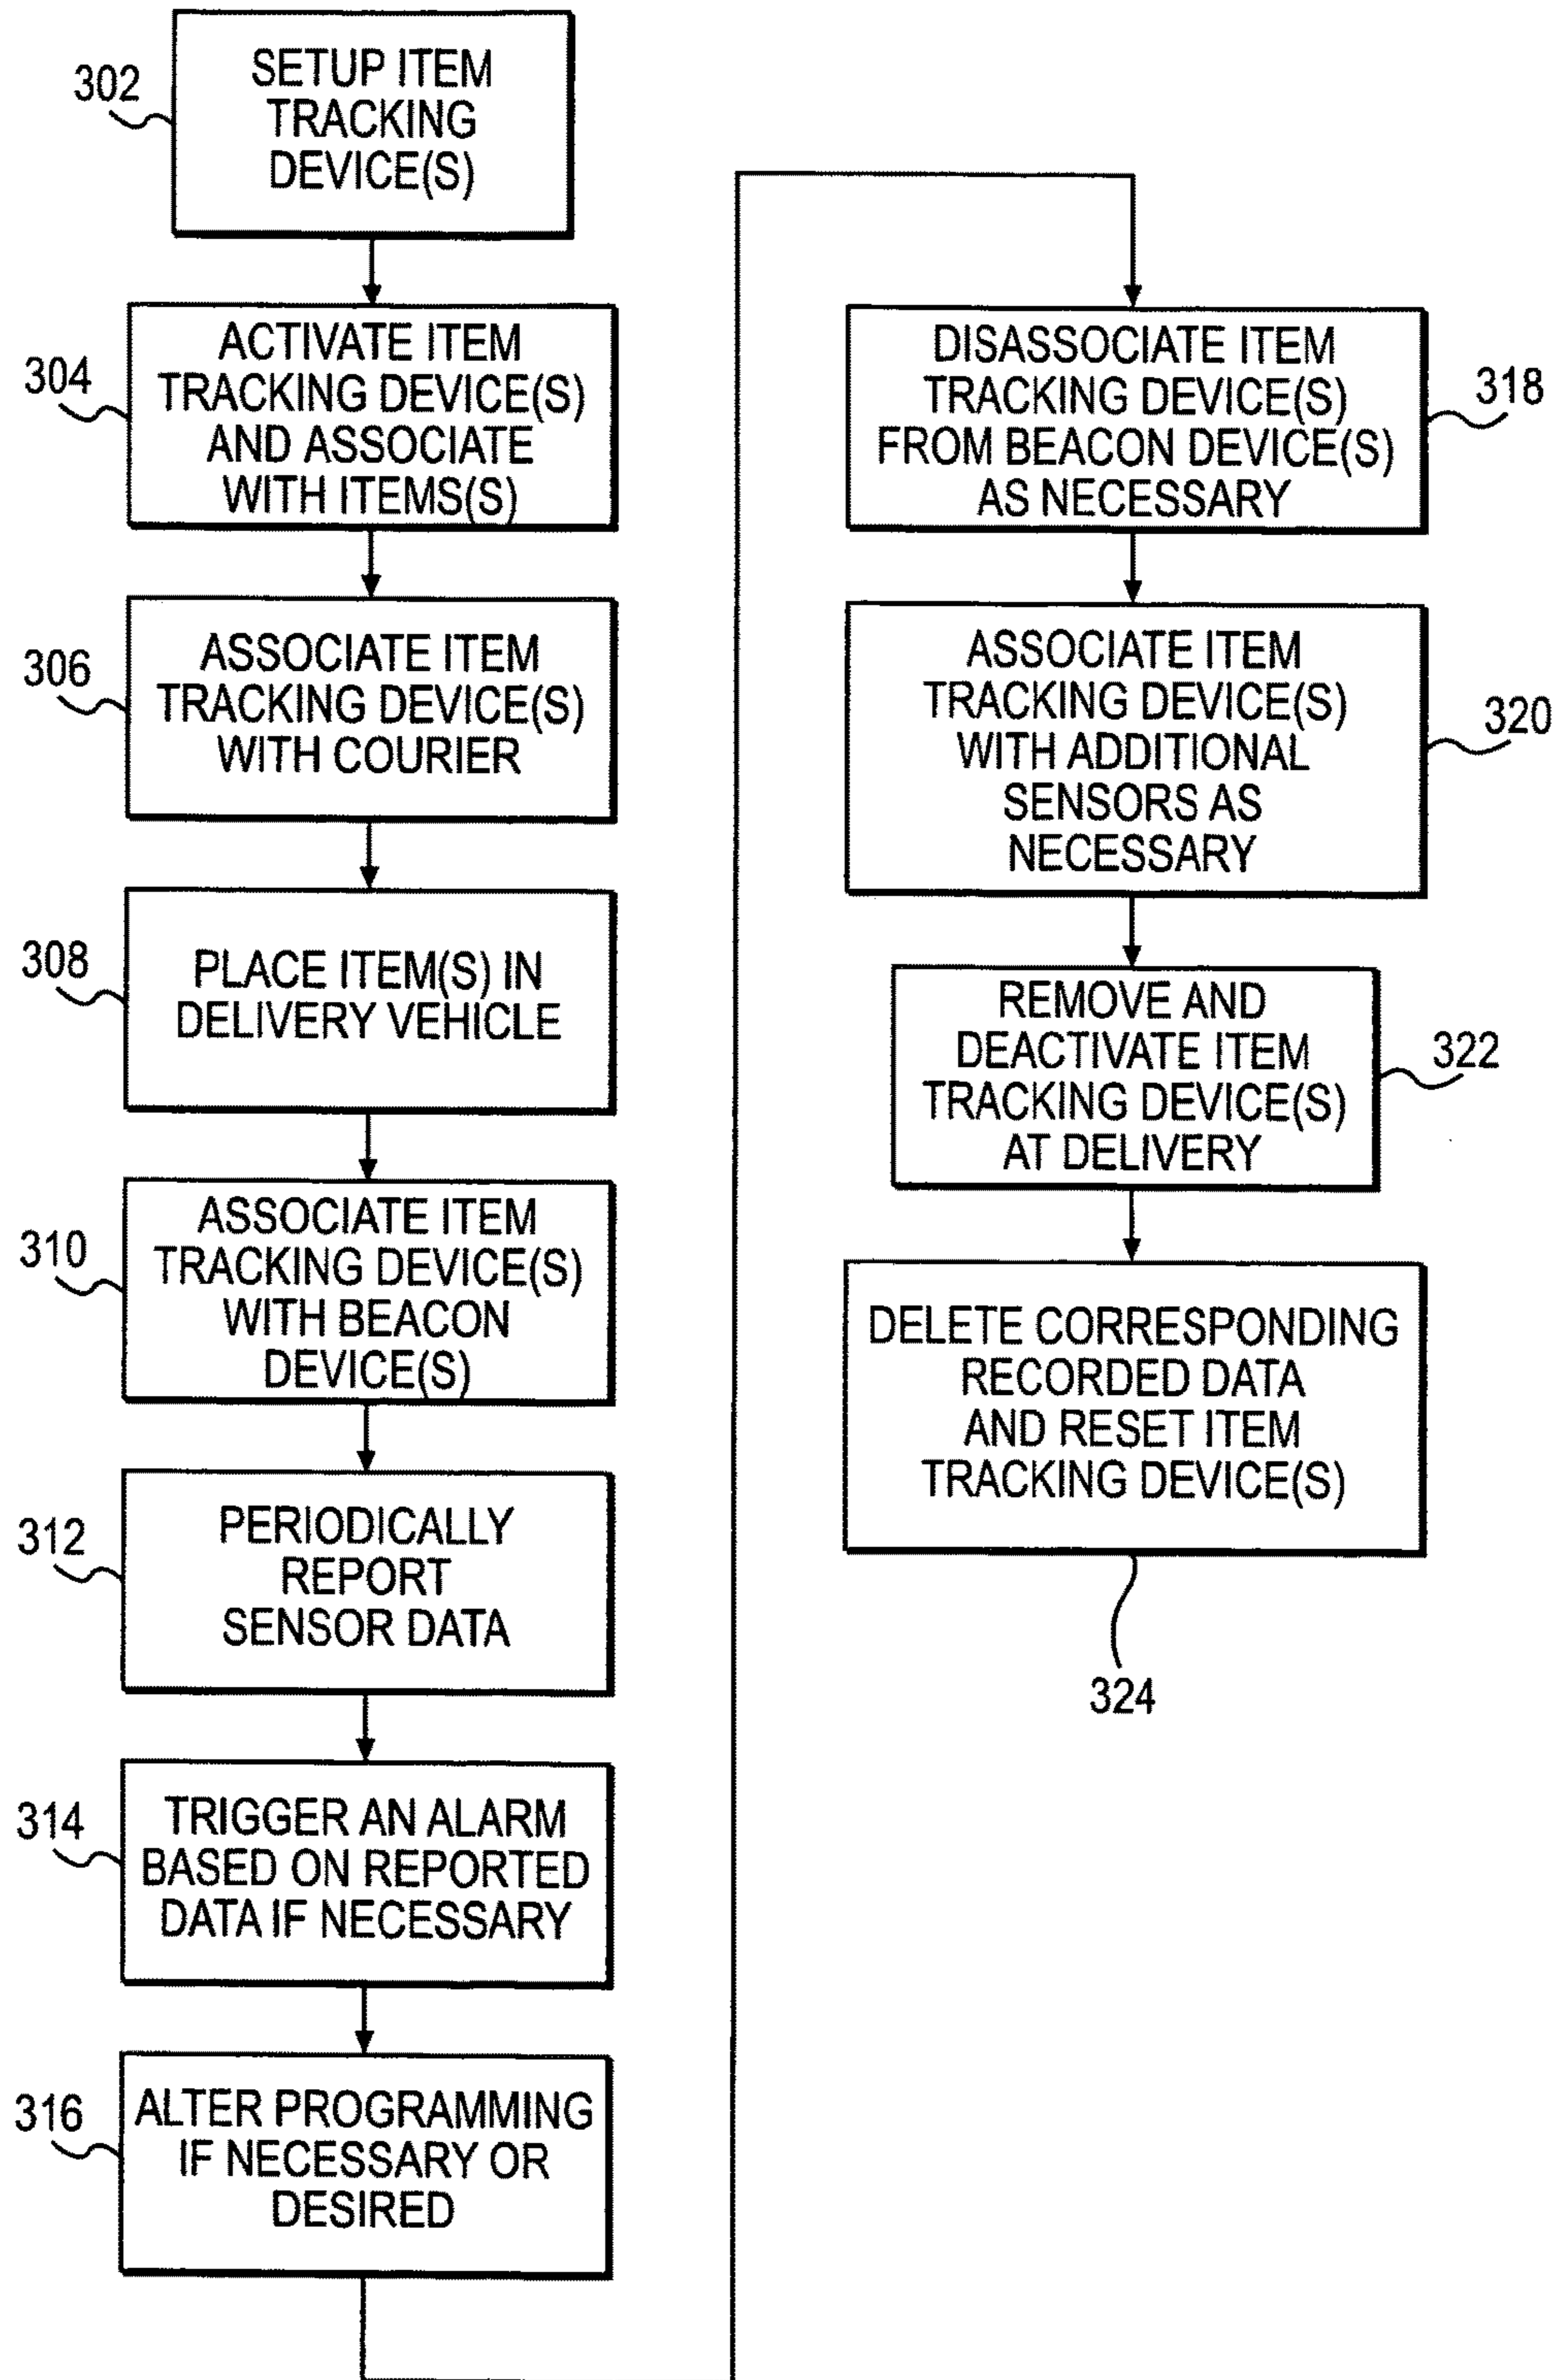 302
SETUP ITEM
TRACKING
DEVICE(S)
304
ACTIVATE ITEM
TRACKING DEVICE(S)
AND ASSOCIATE
WITH ITEMS(S)
306
ASSOCIATE ITEM
TRACKING DEVICE(S)
WITH COURIER
308
PLACE ITEM(S) IN
DELIVERY VEHICLE
310
ASSOCIATE ITEM
TRACKING DEVICE(S)
WITH BEACON
DEVICE(S)
312
PERIODICALLY
REPORT
SENSOR DATA
314
TRIGGER AN ALARM
BASED ON REPORTED
DATA IF NECESSARY
316
ALTER PROGRAMMING
IF NECESSARY OR
DESIRED
DISASSOCIATE ITEM
TRACKING DEVICE(S)
FROM BEACON DEVICE(S)
AS NECESSARY
318
ASSOCIATE ITEM
TRACKING DEVICE(S)
WITH ADDITIONAL
SENSORS AS
NECESSARY
320
REMOVE AND
DEACTIVATE ITEM
TRACKING DEVICE(S)
AT DELIVERY
322
DELETE CORRESPONDING
RECORDED DATA
AND RESET ITEM
TRACKING DEVICE(S)
324